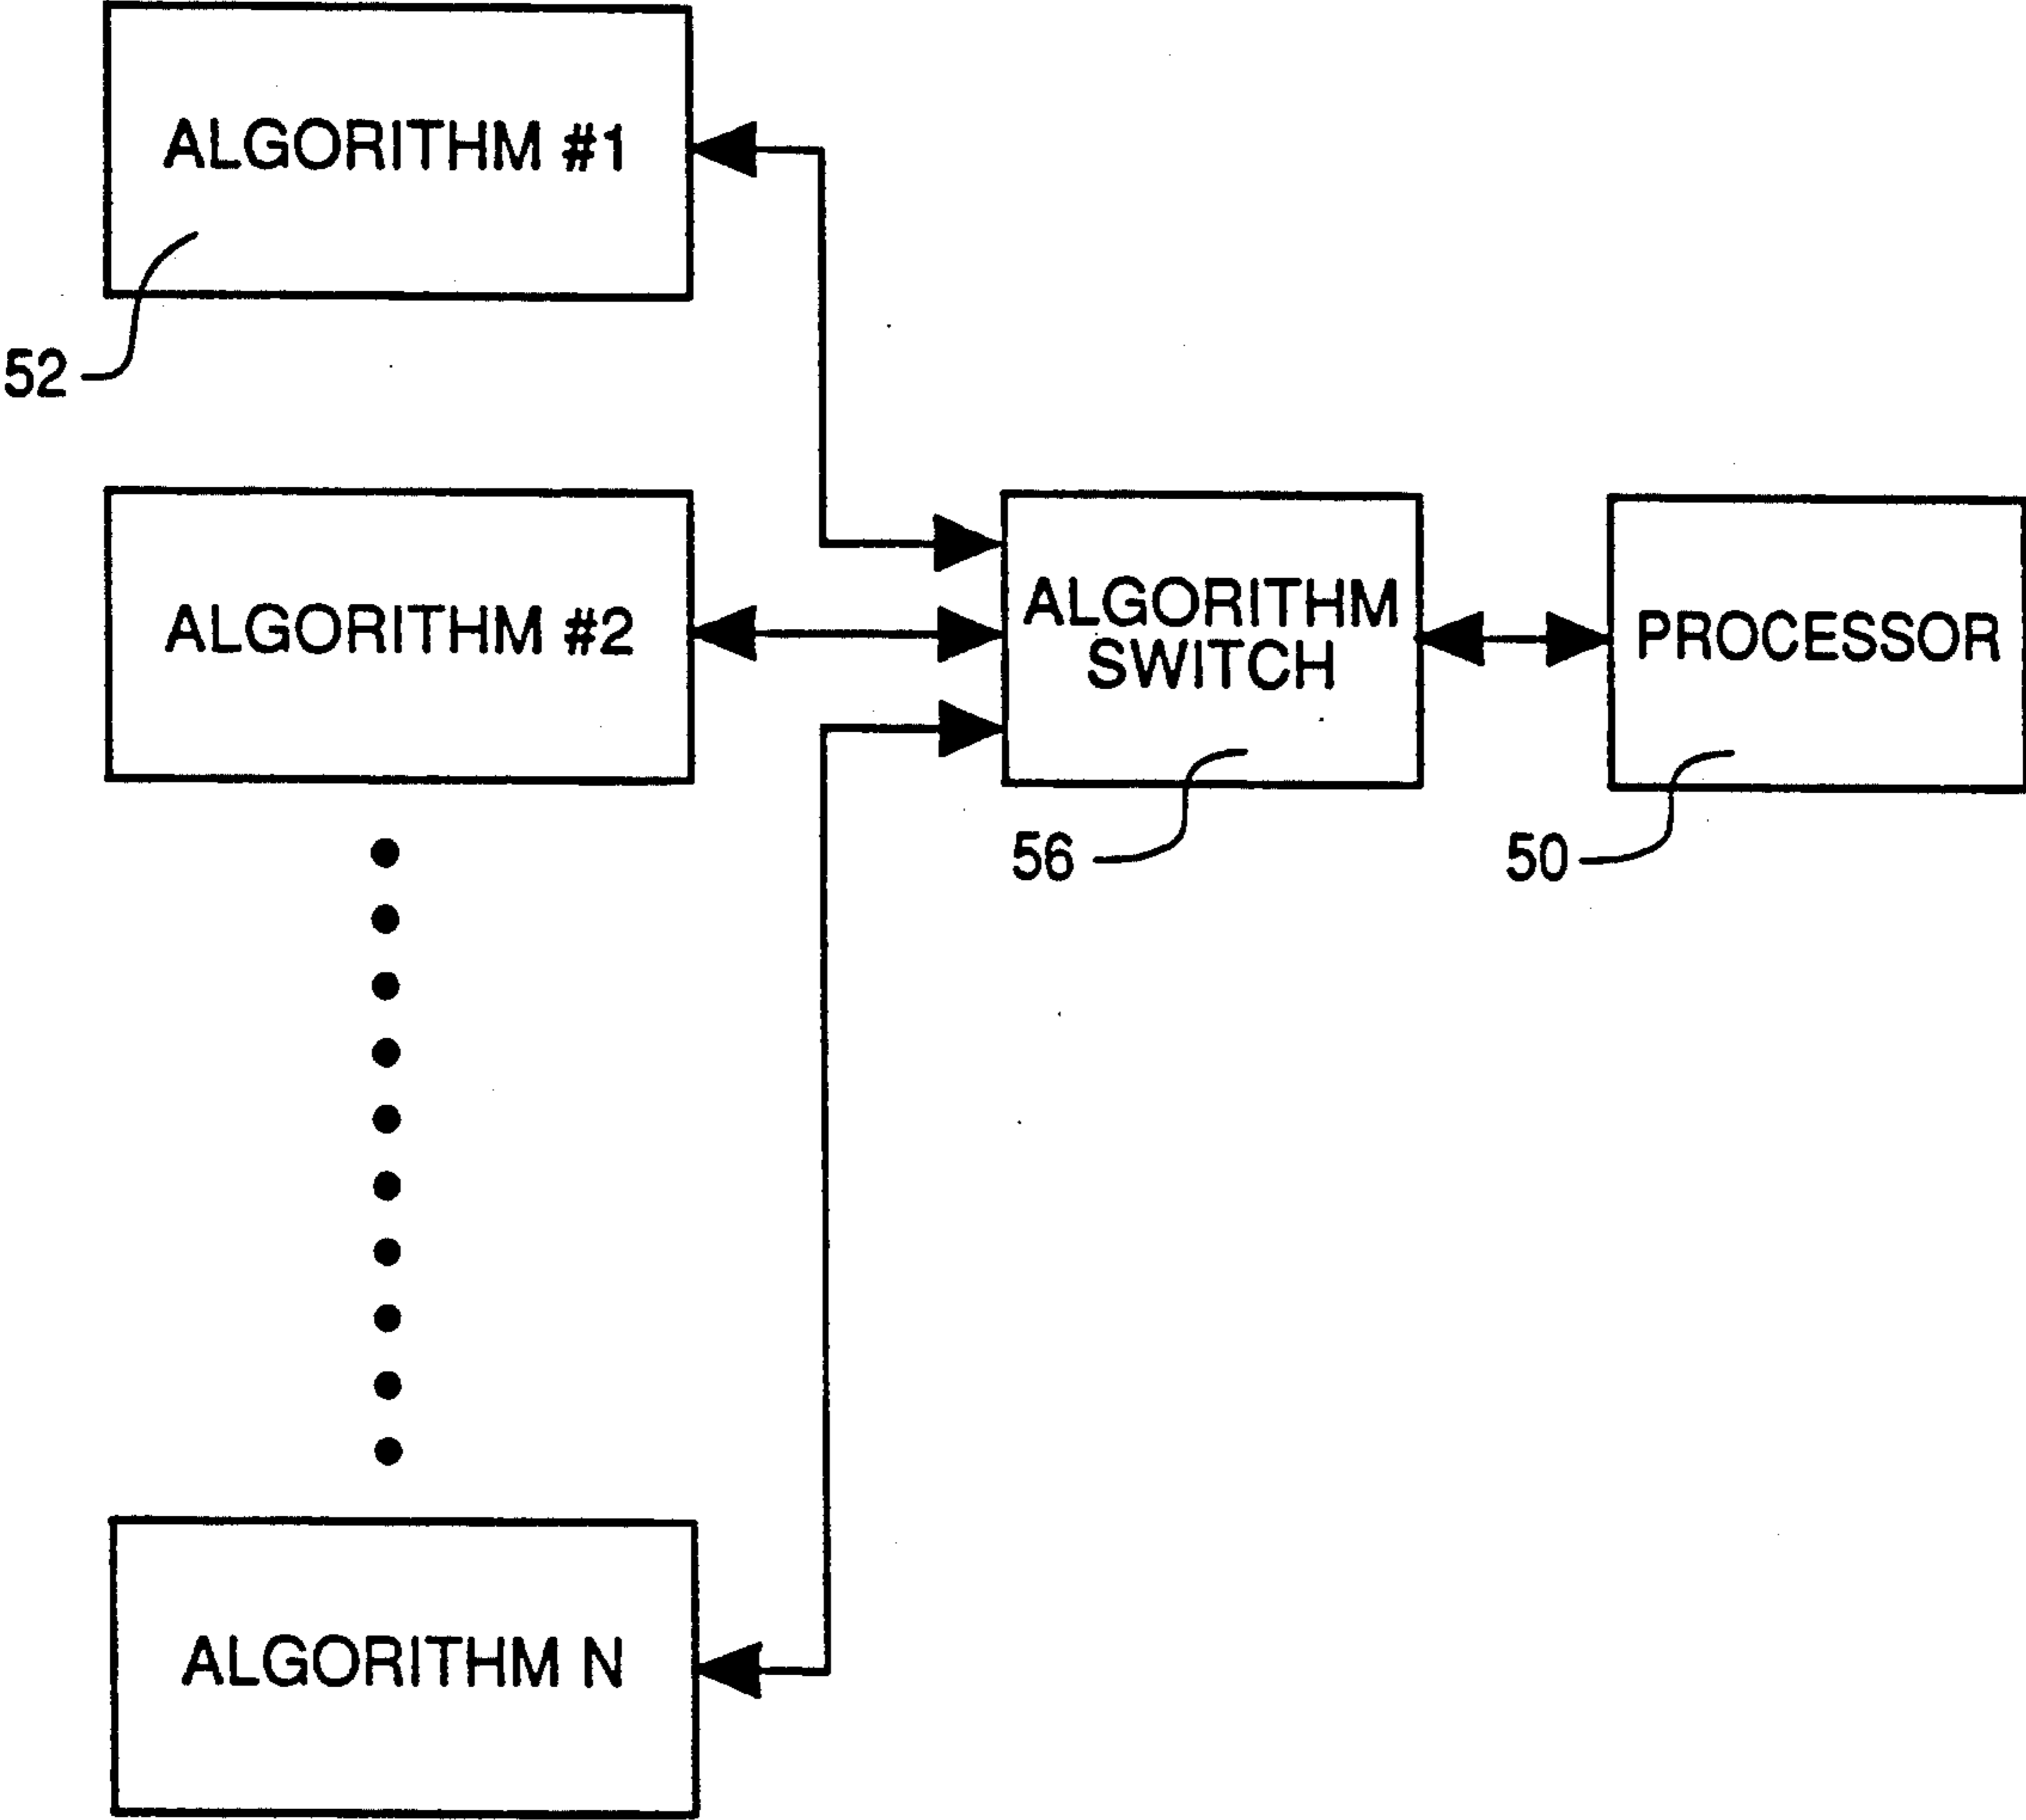 ALGORITHM #1
52
ALGORITHM #2
ALGORITHM
SWITCH
PROCESSOR
56
50
ALGORITHM N